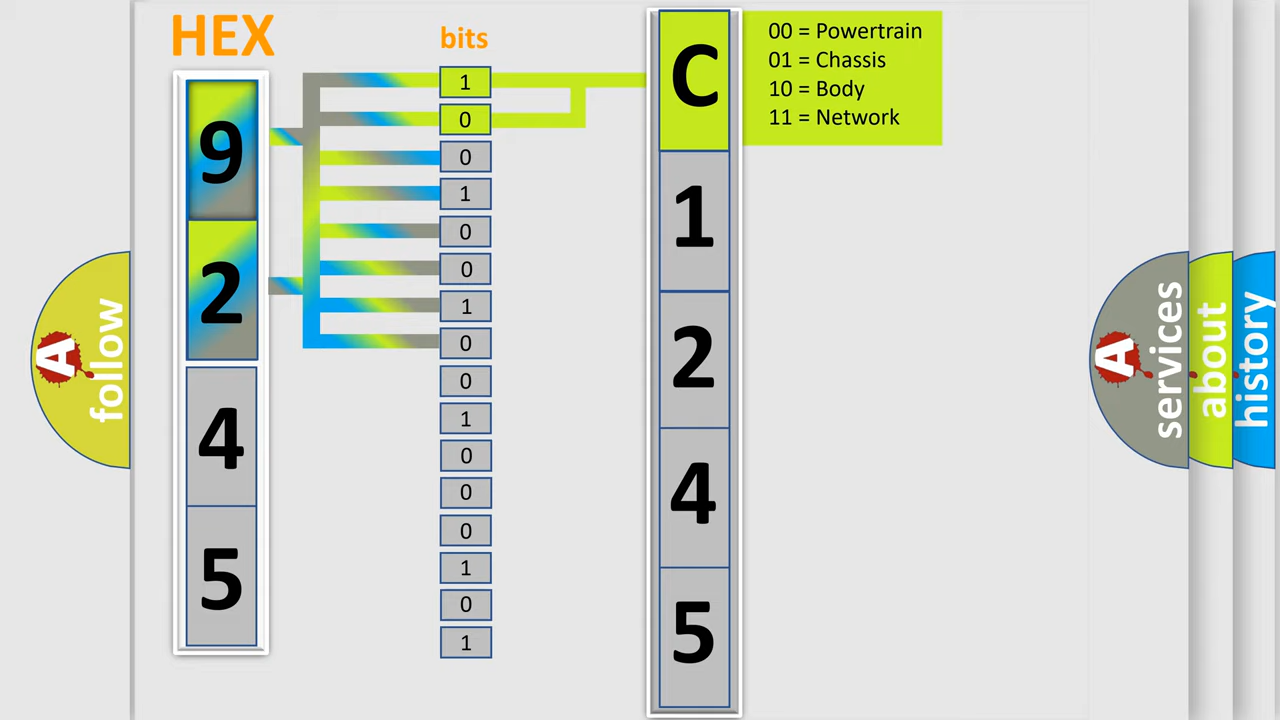 HEX
bits
9
2
4
5
1
0
0
1
0
0
1
0
0
1
0
0
0
1
0
1
C
1
2
4
5
00 = Powertrain
01 = Chassis
10 = Body
11 = Network
A
follow
A
services
about
history